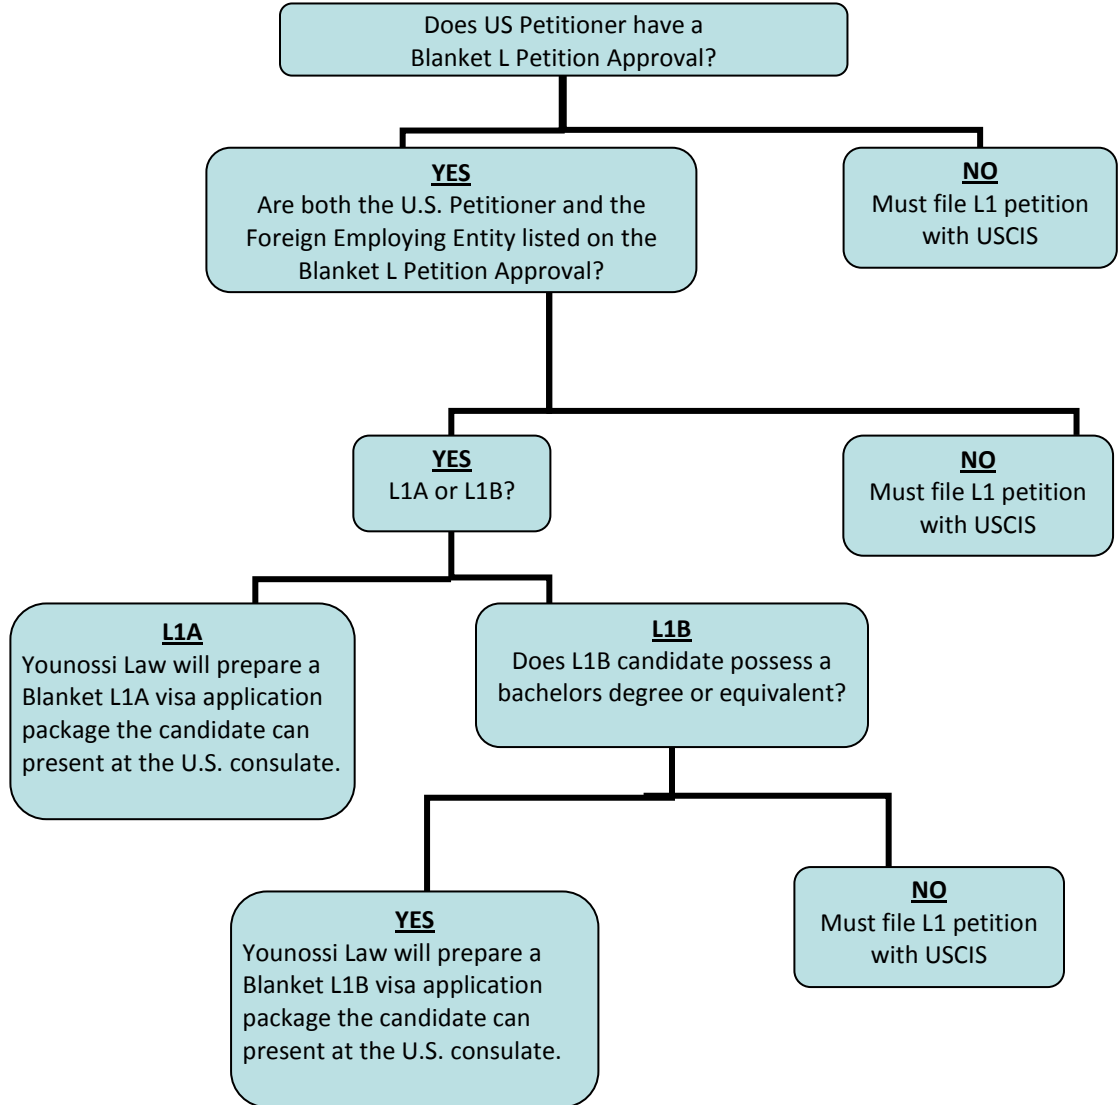 Does US Petitioner have a
Blanket L Petition Approval?
YES
Are both the U.S. Petitioner and the
Foreign Employing Entity listed on the
Blanket L Petition Approval?
NO
Must file L1 petition
with USCIS
YES
L1A or L1B?
NO
Must file L1 petition
with USCIS
L1A
Younossi Law will prepare a
Blanket L1A visa application
package the candidate can
present at the U.S. consulate.
L1B
Does L1B candidate possess a
bachelors degree or equivalent?
YES
Younossi Law will prepare a
Blanket L1B visa application
package the candidate can
present at the U.S. consulate.
NO
Must file L1 petition
with USCIS